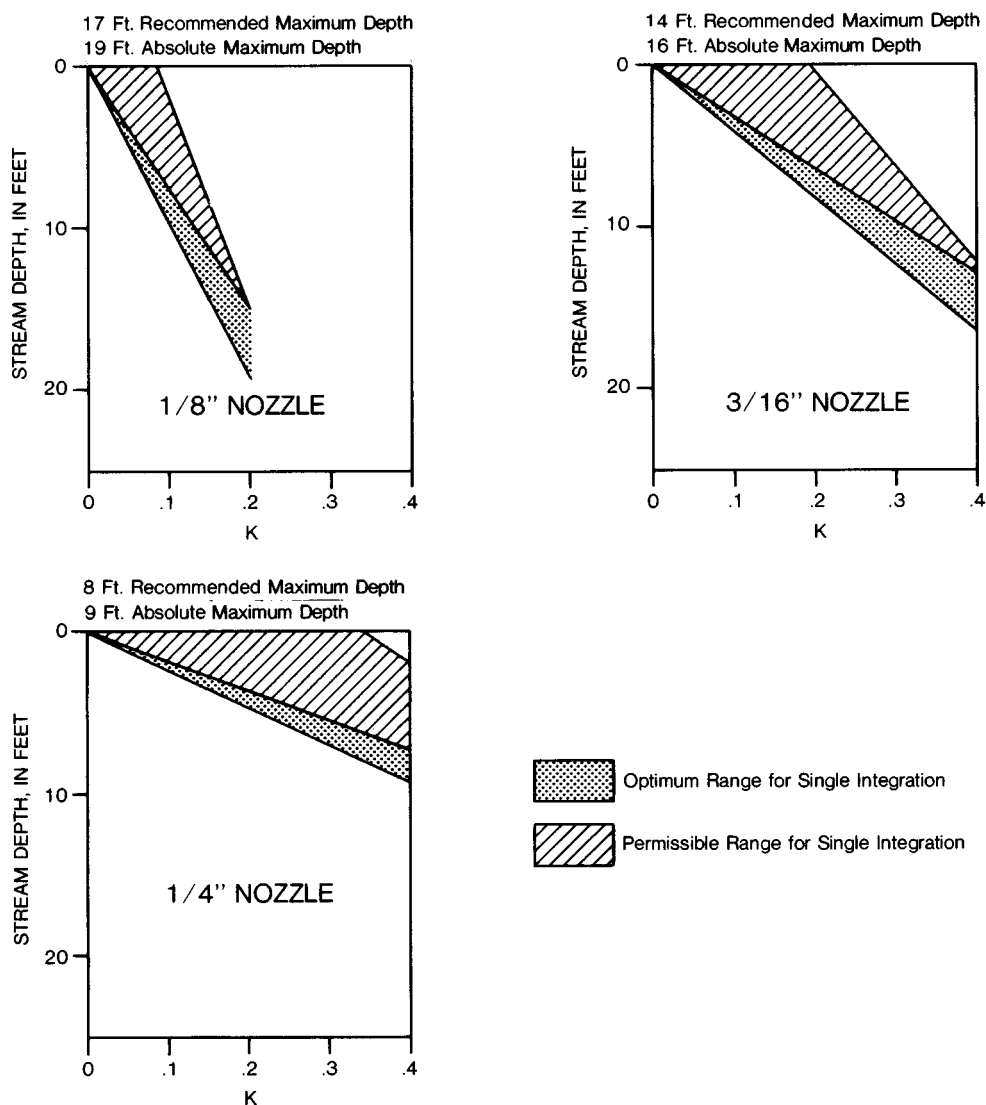 17 Ft. Recommended Maximum Depth
19 Ft. Absolute Maximum Depth
0
10
20
STREAM DEPTH, IN FEET
1/8" NOZZLE
0 .1 .2 .3 .4
K
14 Ft. Recommended Maximum Depth
16 Ft. Absolute Maximum Depth
0
10
20
STREAM DEPTH, IN FEET
3/16" NOZZLE
0 .1 .2 .3 .4
K
8 Ft. Recommended Maximum Depth
9 Ft. Absolute Maximum Depth
0
10
20
STREAM DEPTH, IN FEET
1/4" NOZZLE
0 .1 .2 .3 .4
K
Optimum Range for Single Integration
Permissible Range for Single Integration